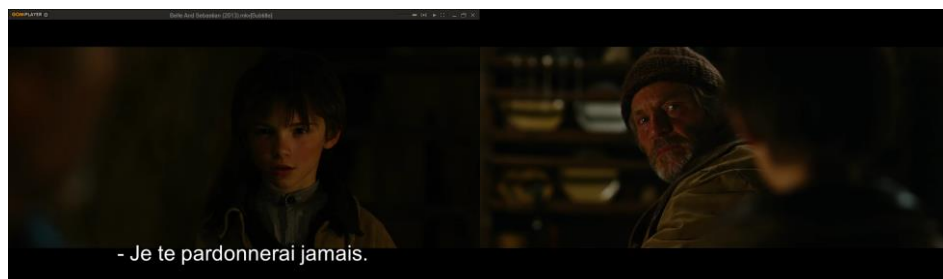 GOMPLAYER
Belle And Sebastian (2013).mkv[Subtitle]
- Je te pardonnerai jamais.